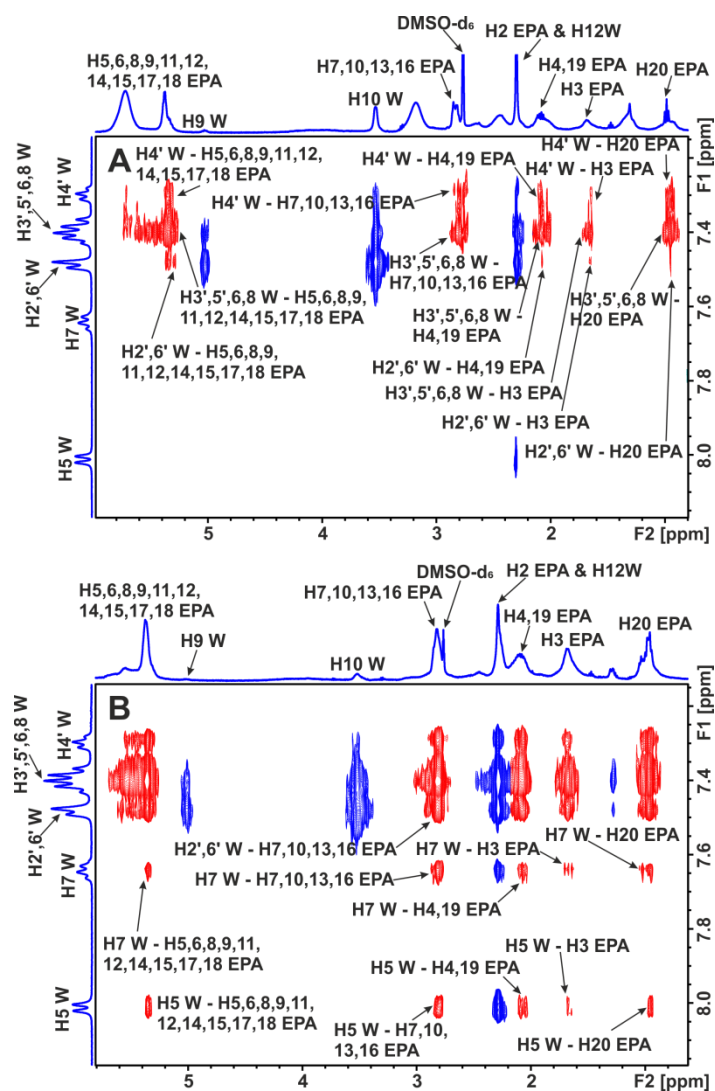 DMSO-d₆
H2 EPA & H12W
H5,6,8,9,11,12,
14,15,17,18 EPA
H7,10,13,16 EPA
H4,19 EPA
H20 EPA
H3 EPA
H9 W
H10 W
A
H4' W - H5,6,8,9,11,12,
14,15,17,18 EPA
H4' W - H7,10,13,16 EPA
H4' W - H4,19 EPA
H4' W - H20 EPA
H4' W - H3 EPA
H3',5',6,8 W - H5,6,8,9,
11,12,14,15,17,18 EPA
H3',5',6,8 W -
H7,10,13,16 EPA
H3',5',6,8 W -
H4,19 EPA
H3',5',6,8 W -
H20 EPA
H2',6' W - H5,6,8,9,
11,12,14,15,17,18 EPA
H2',6' W - H4,19 EPA
H3',5',6,8 W - H3 EPA
H2',6' W - H3 EPA
H2',6' W - H20 EPA
H4' W
H3',5',6,8 W
H2',6' W
H7 W
H5 W
F1 [ppm]
7.4
7.6
7.8
8.0
5
4
3
2
F2 [ppm]
DMSO-d₆
H2 EPA & H12W
H5,6,8,9,11,12,
14,15,17,18 EPA
H7,10,13,16 EPA
H4,19 EPA
H3 EPA
H20 EPA
H9 W
H10 W
B
H2',6' W - H7,10,13,16 EPA
H7 W - H20 EPA
H7 W - H3 EPA
H7 W - H7,10,13,16 EPA
H7 W - H4,19 EPA
H7 W - H5,6,8,9,11,
12,14,15,17,18 EPA
H5 W - H3 EPA
H5 W - H4,19 EPA
H5 W - H5,6,8,9,11,
12,14,15,17,18 EPA
H5 W - H7,10,
13,16 EPA
H5 W - H20 EPA
H4' W
H3',5',6,8 W
H2',6' W
H7 W
H5 W
F1 [ppm]
7.4
7.6
7.8
8.0
5
4
3
2
F2 [ppm]